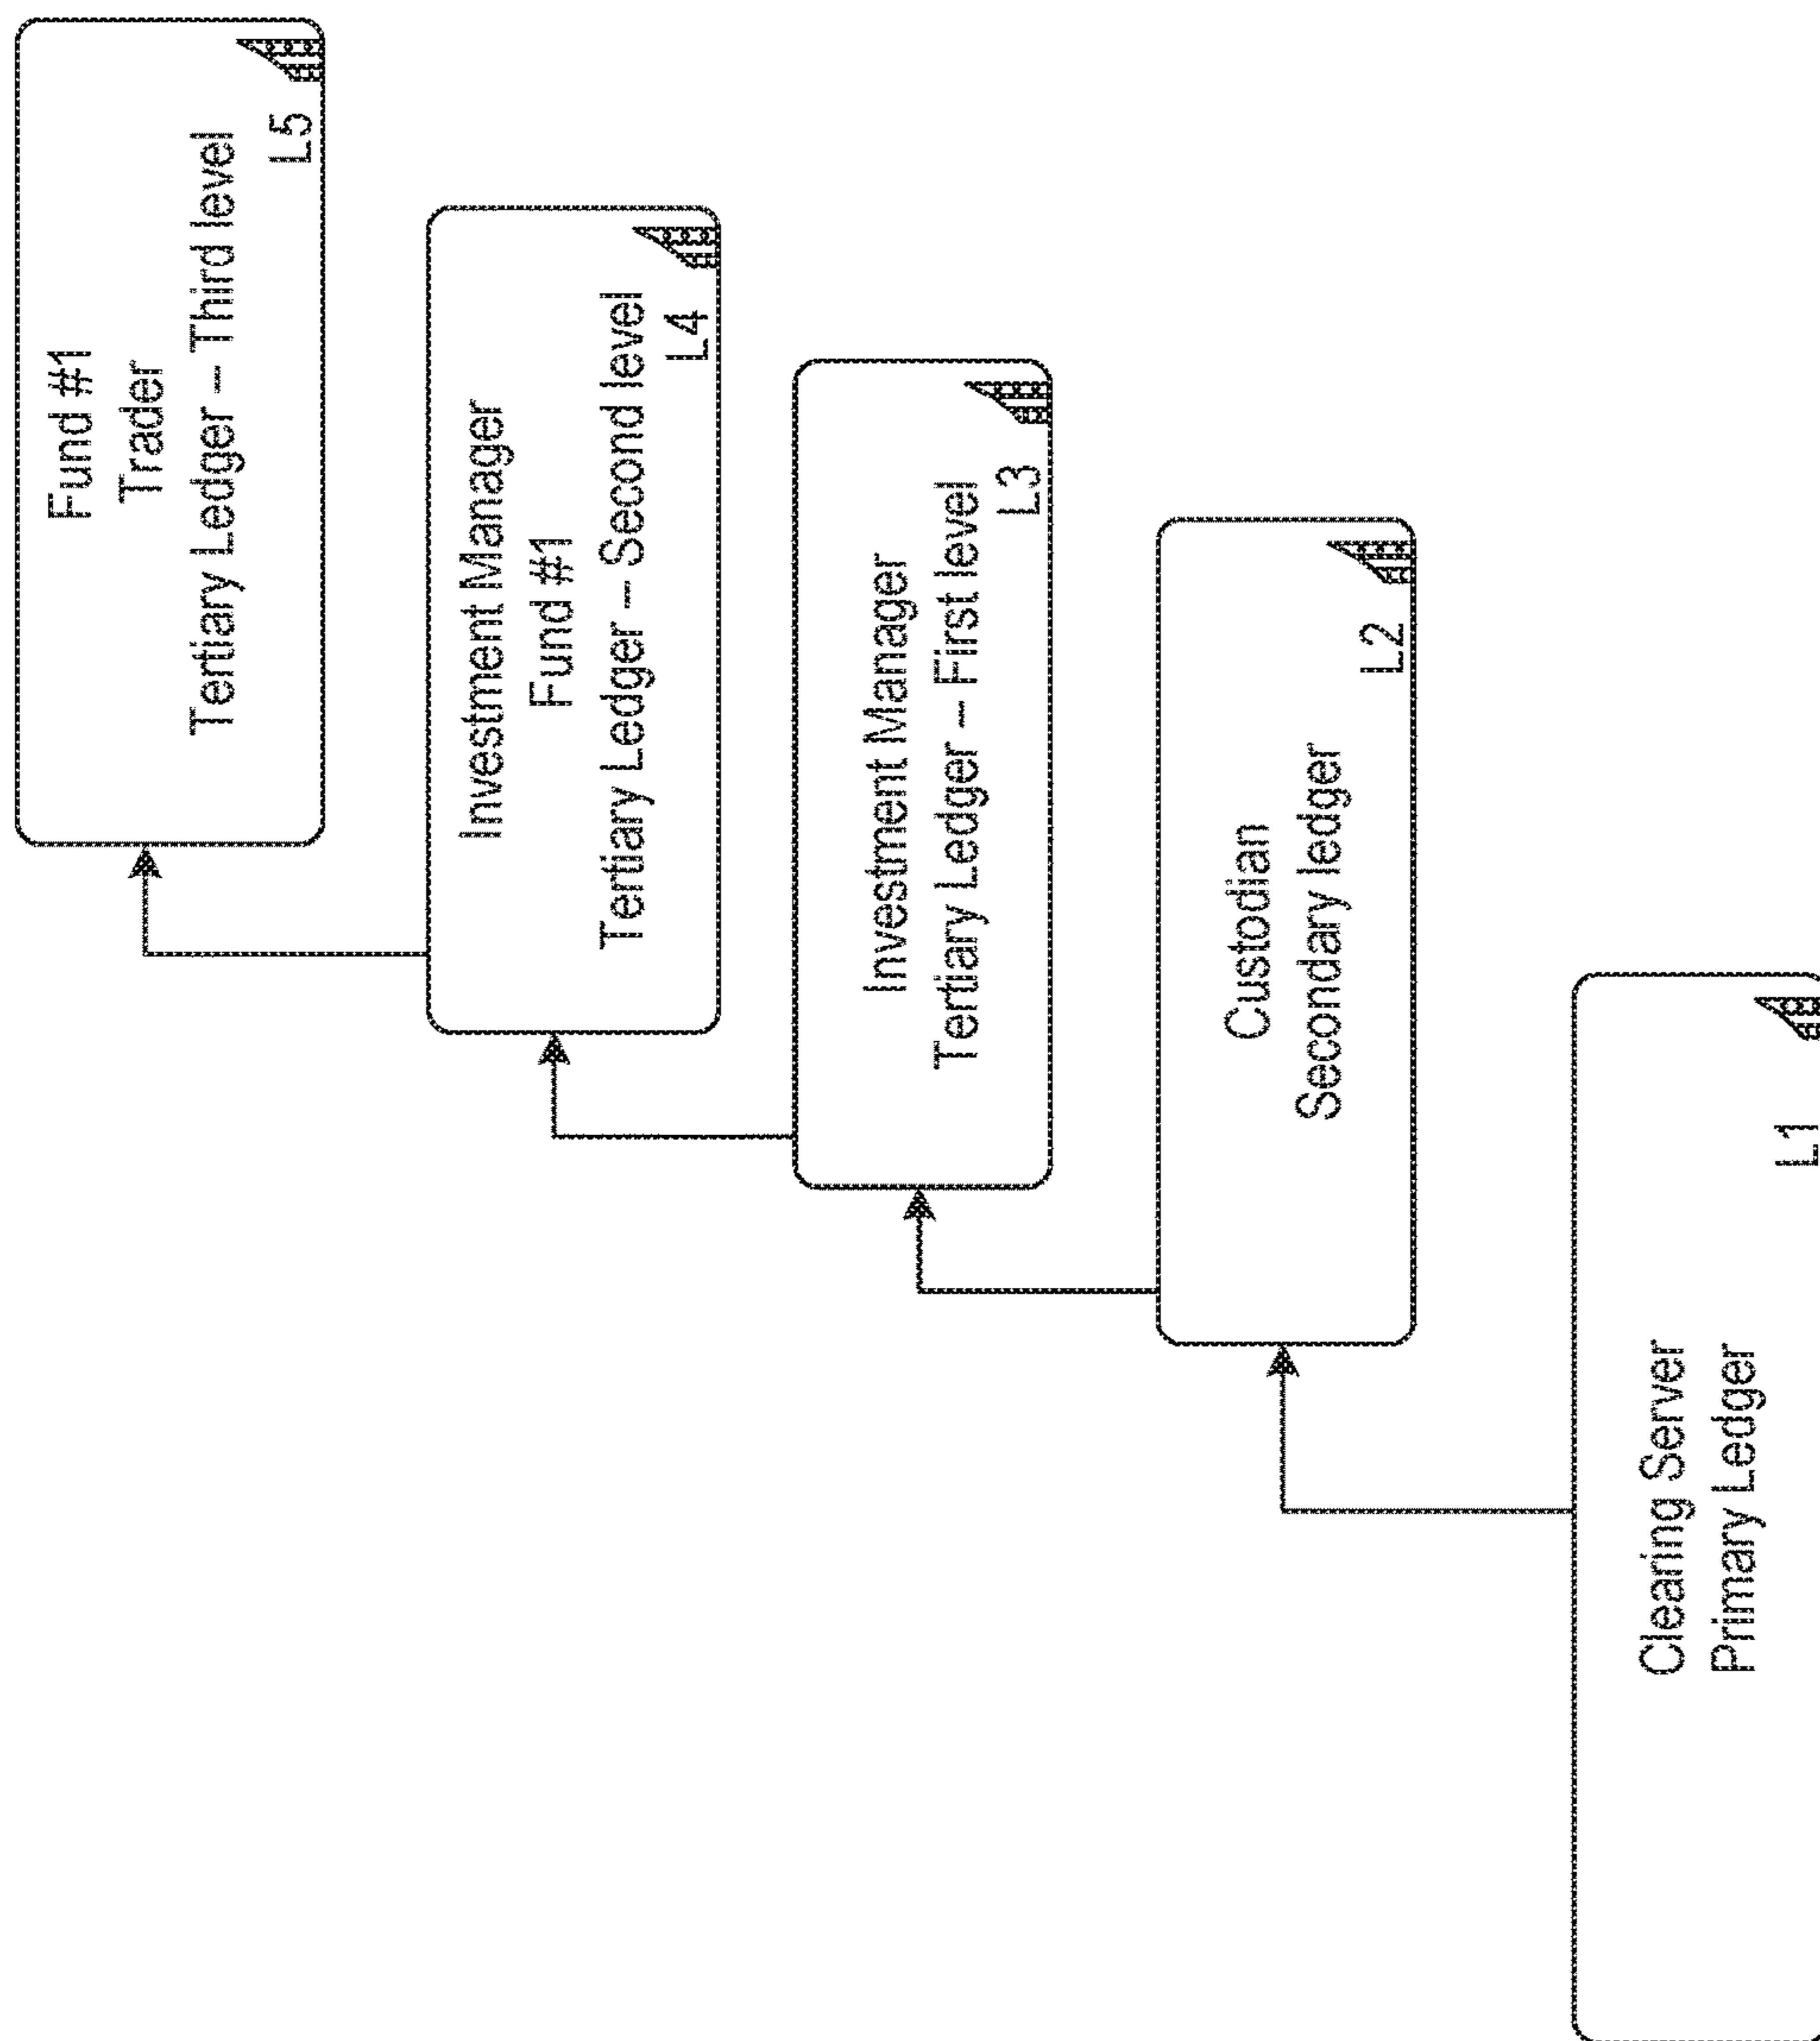 Fund #1
Trader
Tertiary Ledger – Third level
L5
Investment Manager
Fund #1
Tertiary Ledger – Second level
L4
Investment Manager
Tertiary Ledger – First level
L3
Custodian
Secondary ledger
L2
Clearing Server
Primary Ledger
L1